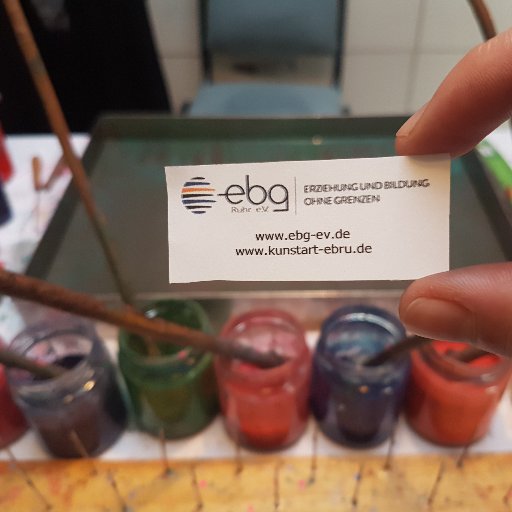 ebg
Ruhr e.V.
ERZIEHUNG UND BILDUNG
OHNE GRENZEN
www.ebg-ev.de
www.kunstart-ebru.de